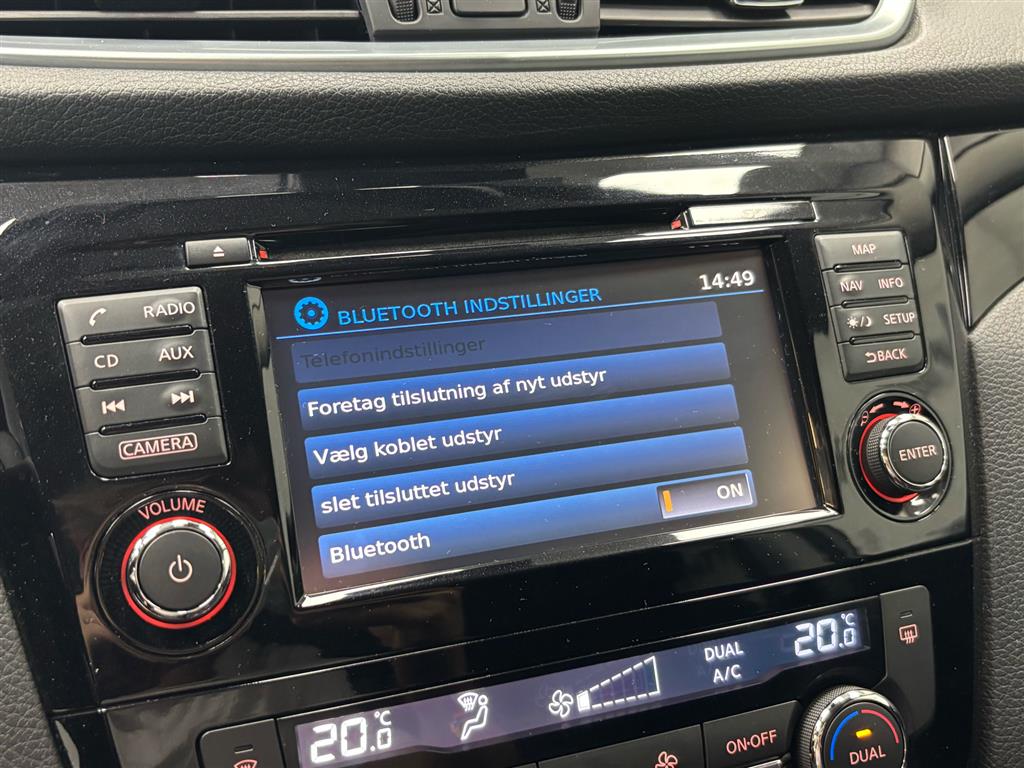 14:49
BLUETOOTH INDSTILLINGER
Telefonindstillinger
Foretag tilslutning af nyt udstyr
Vælg koblet udstyr
slet tilsluttet udstyr
Bluetooth
ON
RADIO
CD AUX
CAMERA
VOLUME
MAP
NAV INFO
SETUP
BACK
ENTER
20.0 °C
DUAL
A/C
20.0 °C
ON·OFF
DUAL